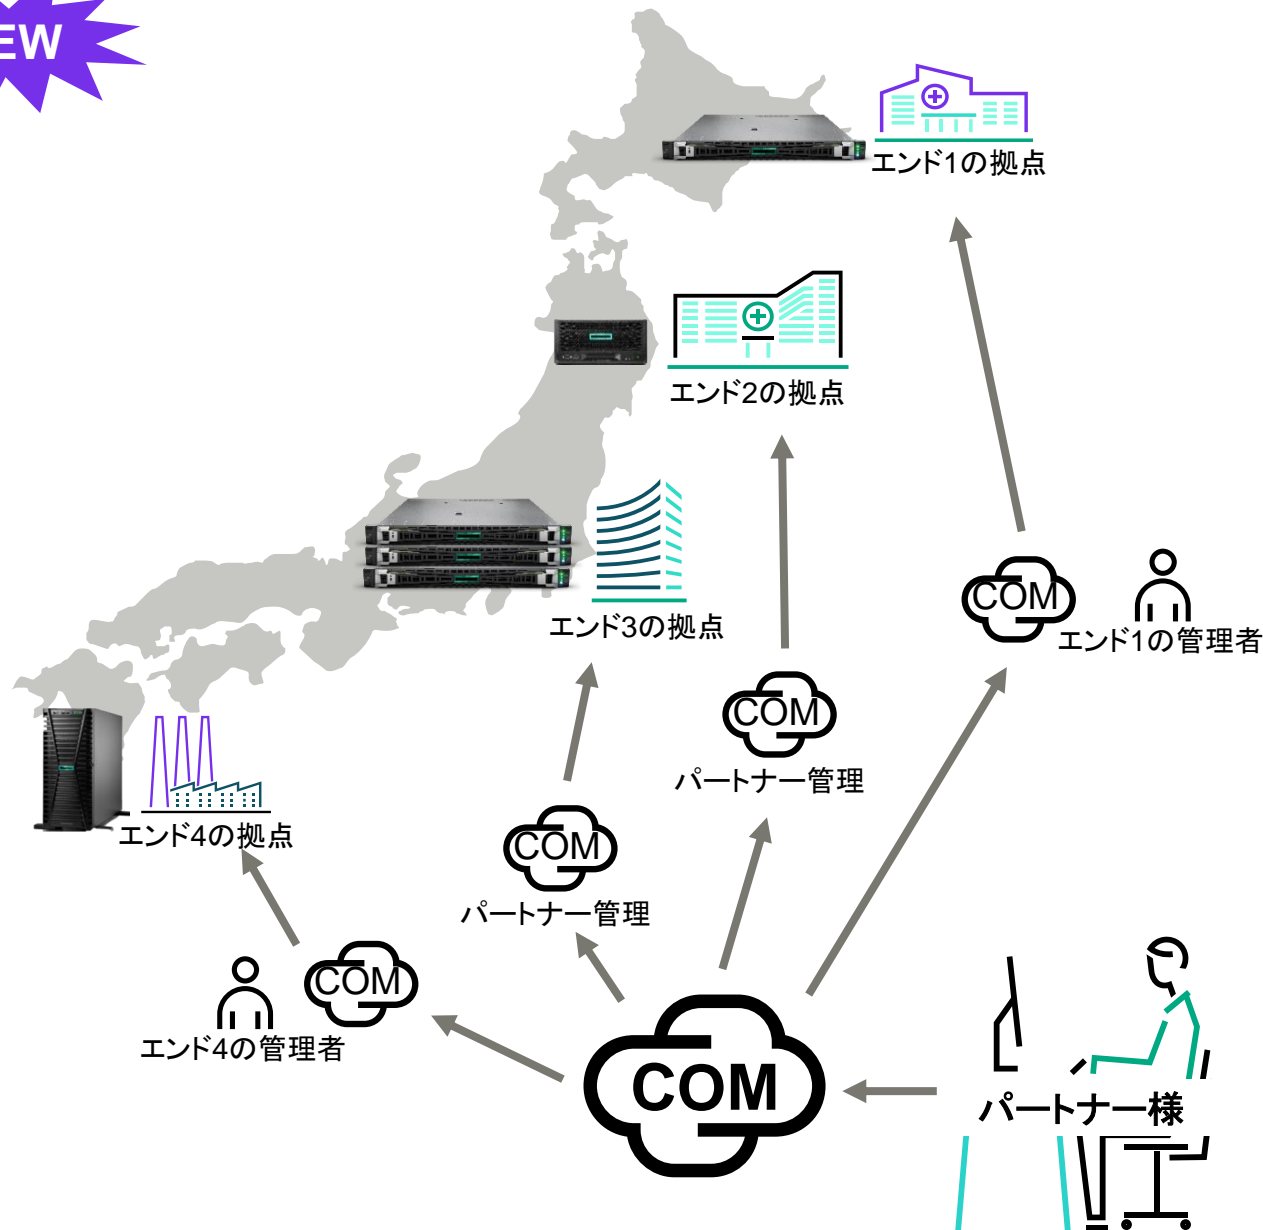 EW
エンド1の拠点
エンド2の拠点
エンド3の拠点
COM
エンド1の管理者
COM
パートナー管理
エンド4の拠点
COM
パートナー管理
COM
エンド4の管理者
COM
パートナー様